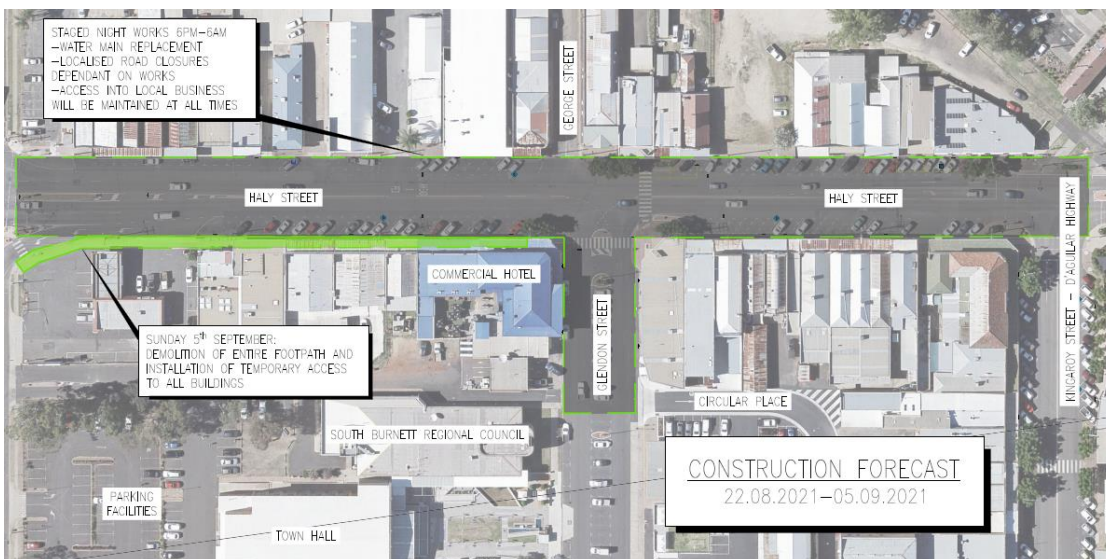 STAGED NIGHT WORKS 6PM-6AM
-WATER MAIN REPLACEMENT
-LOCALISED ROAD CLOSURES
DEPENDANT ON WORKS
-ACCESS INTO LOCAL BUSINESS
WILL BE MAINTAINED AT ALL TIMES
GEORGE STREET
HALY STREET
HALY STREET
COMMERCIAL HOTEL
KINGAROY STREET - D'AGUILAR HIGHWAY
SUNDAY 5th SEPTEMBER:
DEMOLITION OF ENTIRE FOOTPATH AND
INSTALLATION OF TEMPORARY ACCESS
TO ALL BUILDINGS
GLENDON STREET
CIRCULAR PLACE
SOUTH BURNETT REGIONAL COUNCIL
CONSTRUCTION FORECAST
22.08.2021-05.09.2021
PARKING
FACILITIES
TOWN HALL